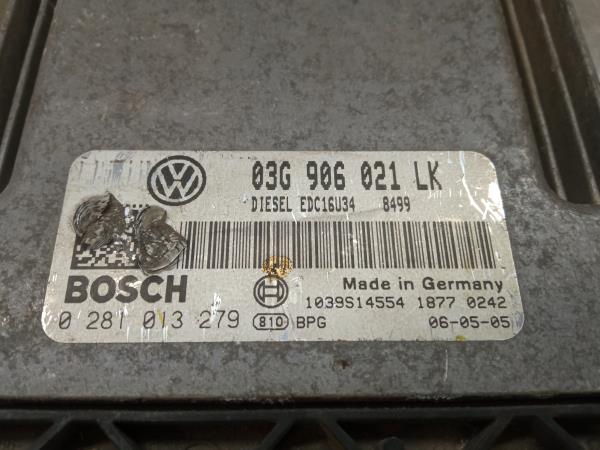 03G 906 021 LK
DIESEL EDC16U34 8499
BOSCH
Made in Germany
1039S14554 1877 0242
0 281 013 279 810 BPG 06-05-05